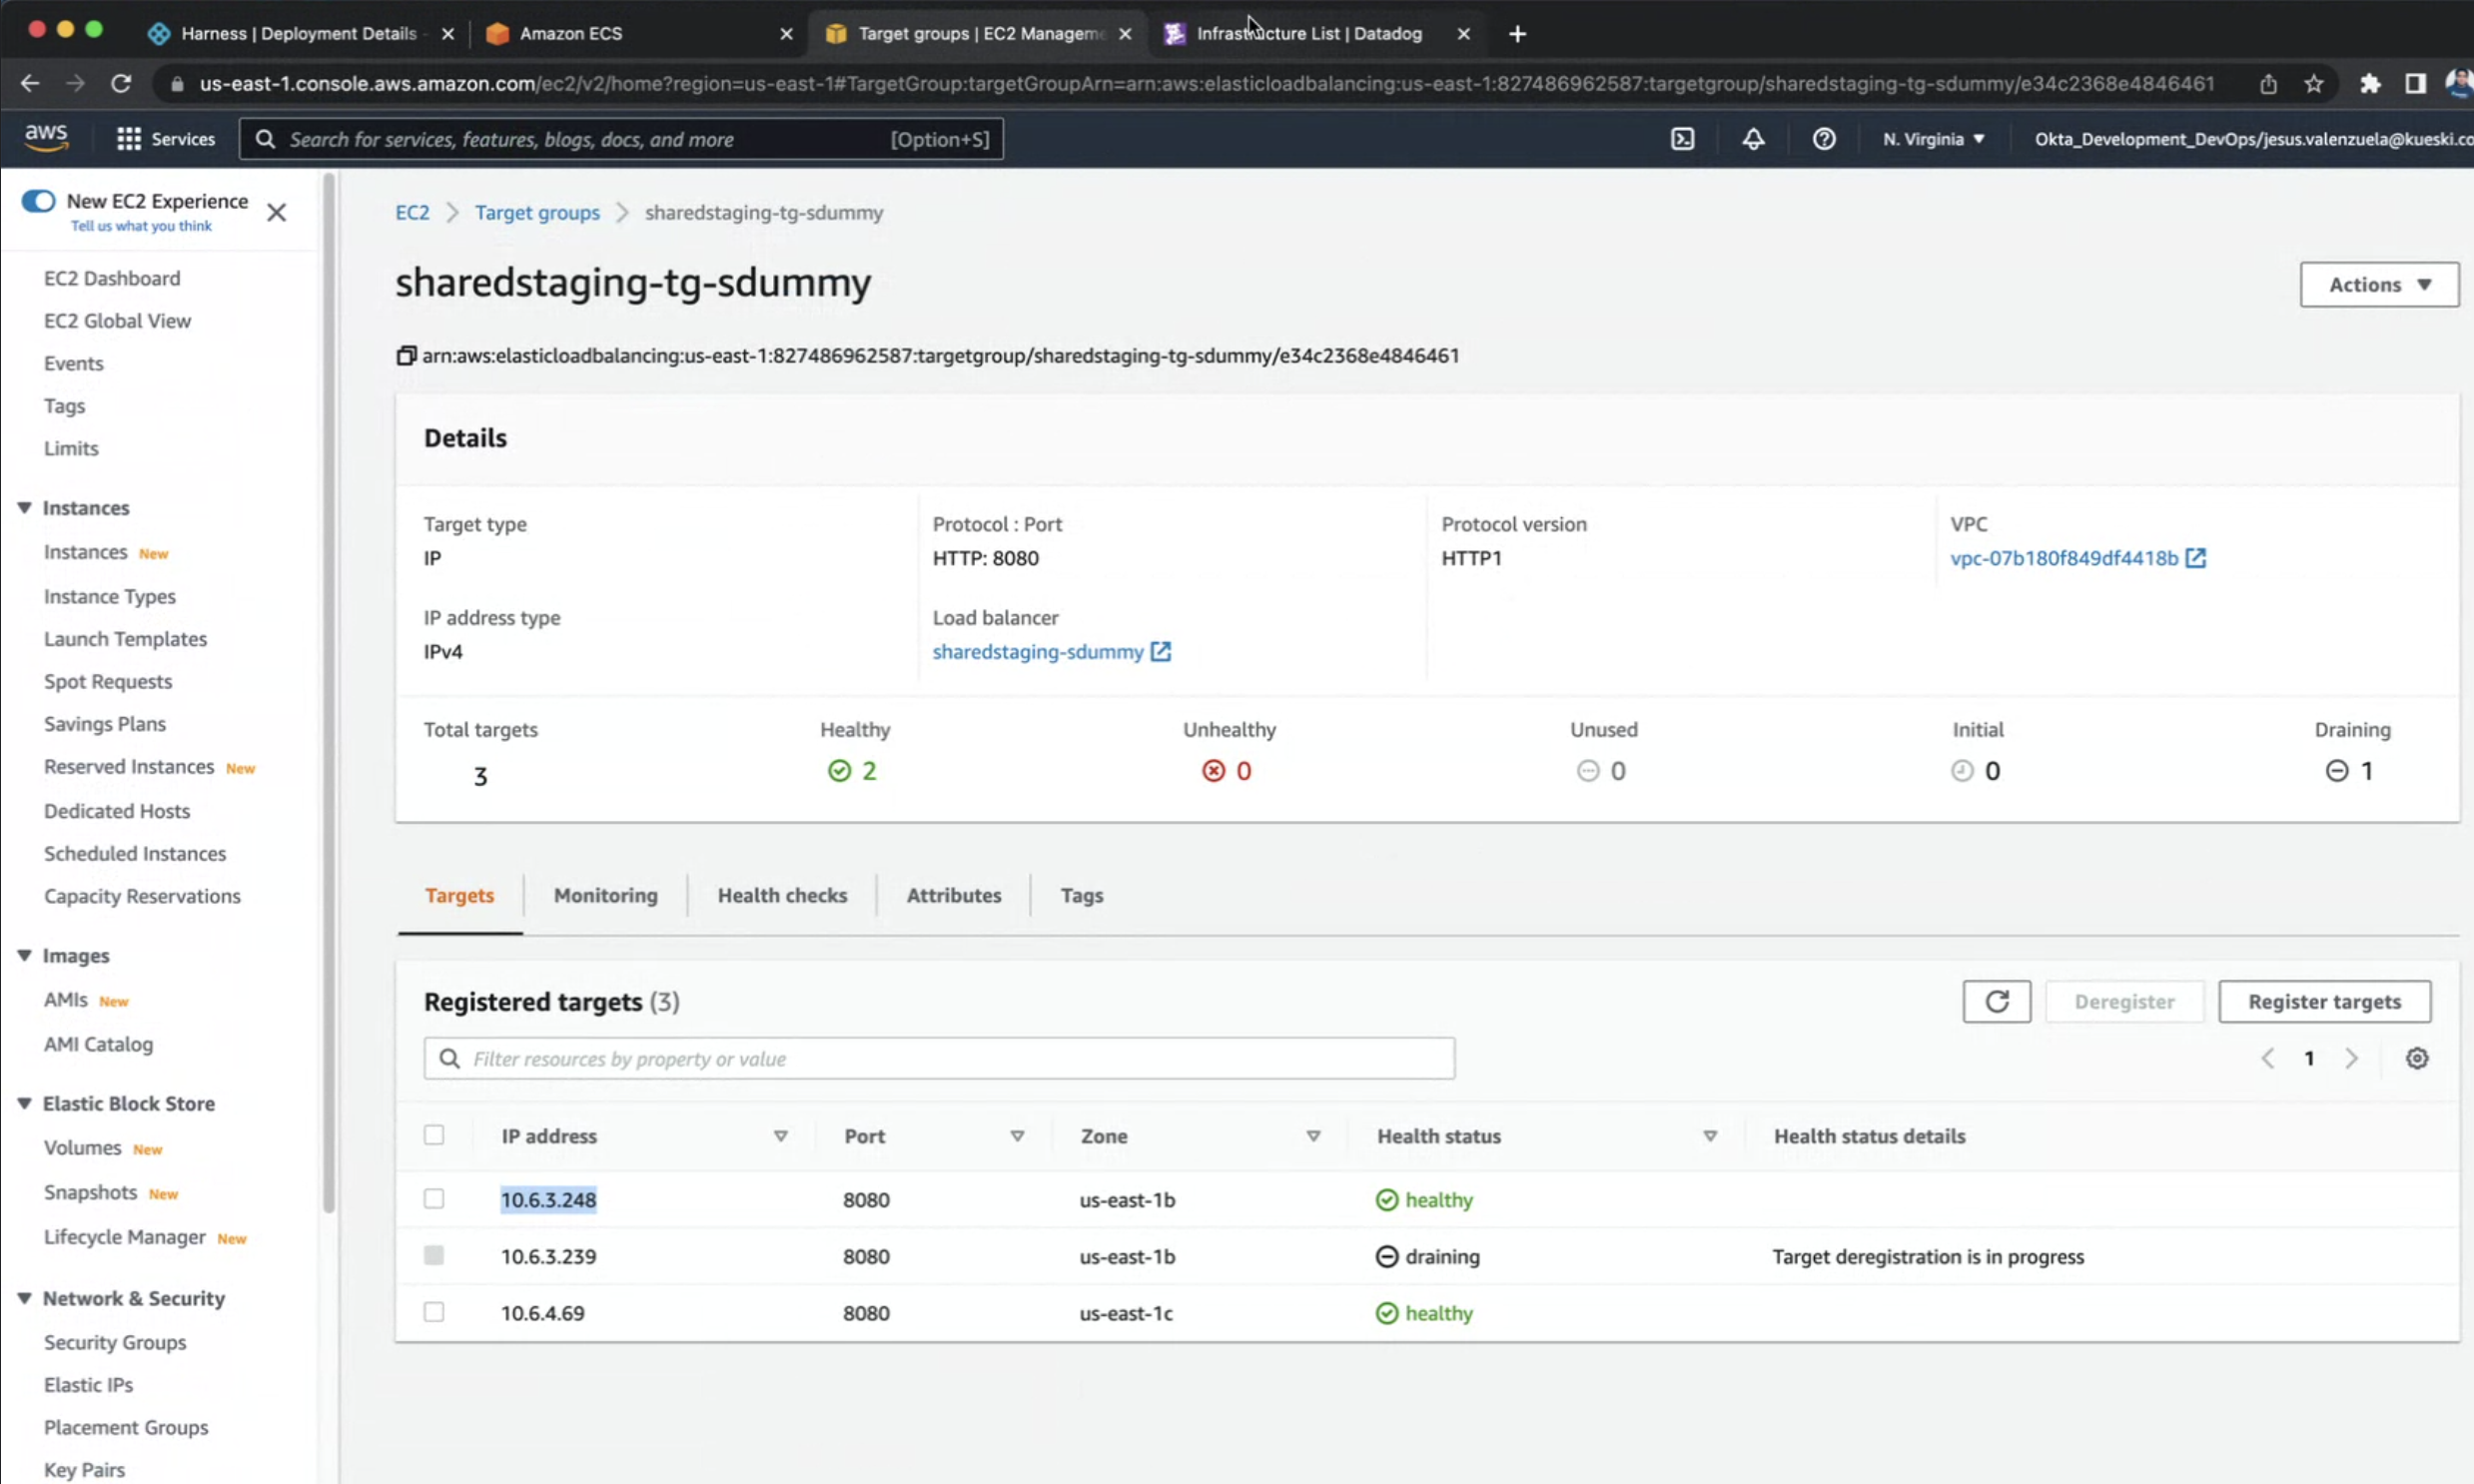 Harness | Deployment Details
Amazon ECS
Target groups | EC2 Managem
Infrastructure List | Datadog
us-east-1.console.aws.amazon.com/ec2/v2/home?region=us-east-1#TargetGroup:targetGroupArn=arn:aws:elasticloadbalancing:us-east-1:827486962587:targetgroup/sharedstaging-tg-sdummy/e34c2368e4846461
aws
Services
Search for services, features, blogs, docs, and more
[Option+S]
N. Virginia
Okta_Development_DevOps/jesus.valenzuela@kueski.co
New EC2 Experience
Tell us what you think
EC2 Dashboard
EC2 Global View
Events
Tags
Limits
Instances
Instances New
Instance Types
Launch Templates
Spot Requests
Savings Plans
Reserved Instances New
Dedicated Hosts
Scheduled Instances
Capacity Reservations
Images
AMIs New
AMI Catalog
Elastic Block Store
Volumes New
Snapshots New
Lifecycle Manager New
Network & Security
Security Groups
Elastic IPs
Placement Groups
Key Pairs
EC2 > Target groups > sharedstaging-tg-sdummy
sharedstaging-tg-sdummy
Actions
arn:aws:elasticloadbalancing:us-east-1:827486962587:targetgroup/sharedstaging-tg-sdummy/e34c2368e4846461
Details
Target type
IP
Protocol : Port
HTTP: 8080
Protocol version
HTTP1
VPC
vpc-07b180f849df4418b
IP address type
IPv4
Load balancer
sharedstaging-sdummy
Total targets
3
Healthy
2
Unhealthy
0
Unused
0
Initial
0
Draining
1
Targets
Monitoring
Health checks
Attributes
Tags
Registered targets (3)
Deregister
Register targets
Filter resources by property or value
1
IP address Port Zone Health status Health status details
10.6.3.248 8080 us-east-1b healthy
10.6.3.239 8080 us-east-1b draining Target deregistration is in progress
10.6.4.69 8080 us-east-1c healthy